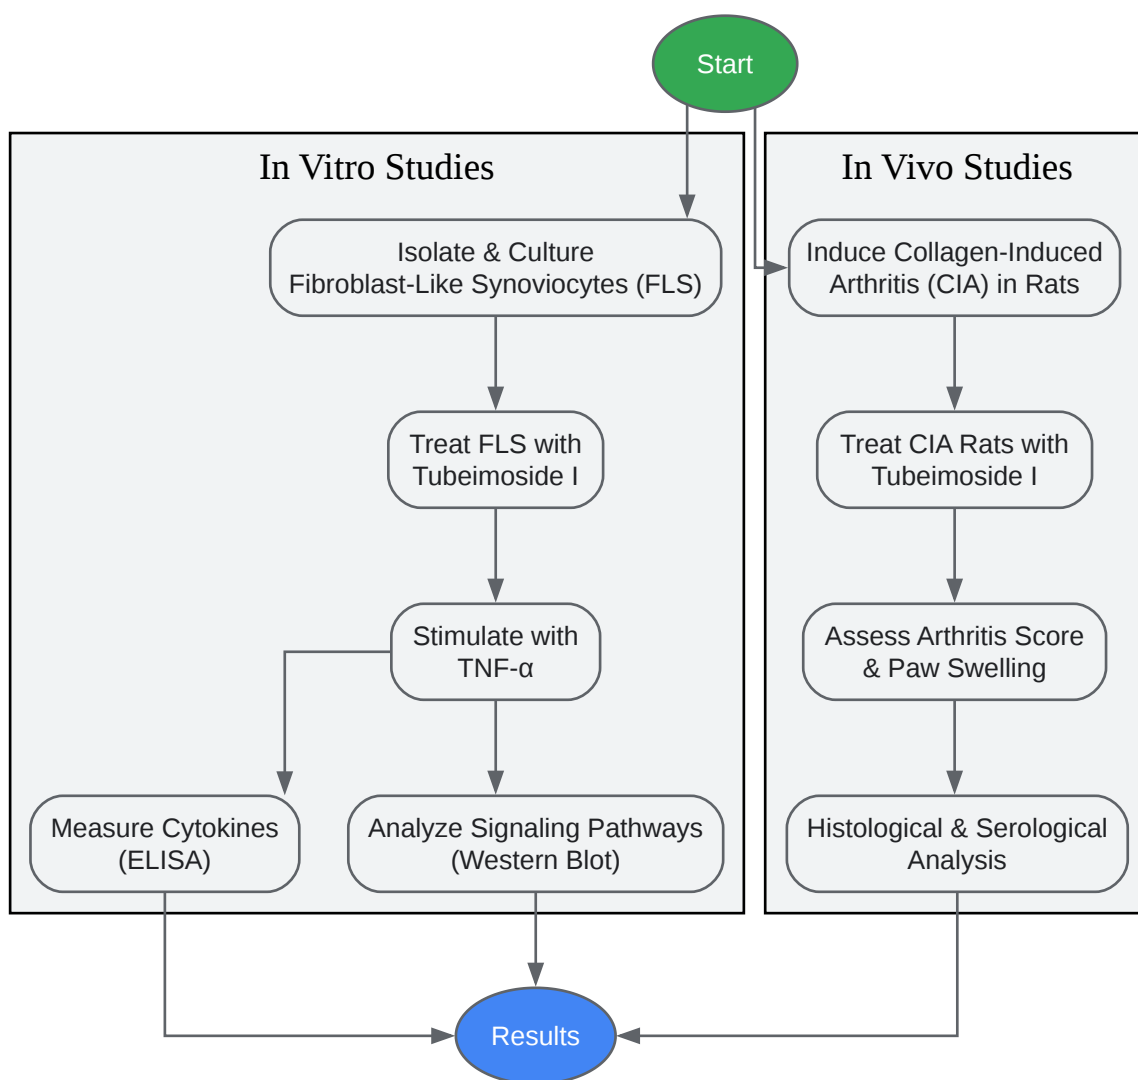 Start
In Vitro Studies
Isolate & Culture
Fibroblast-Like Synoviocytes (FLS)
Treat FLS with
Tubeimoside I
Stimulate with
TNF-α
Measure Cytokines
(ELISA)
Analyze Signaling Pathways
(Western Blot)
In Vivo Studies
Induce Collagen-Induced
Arthritis (CIA) in Rats
Treat CIA Rats with
Tubeimoside I
Assess Arthritis Score
& Paw Swelling
Histological & Serological
Analysis
Results